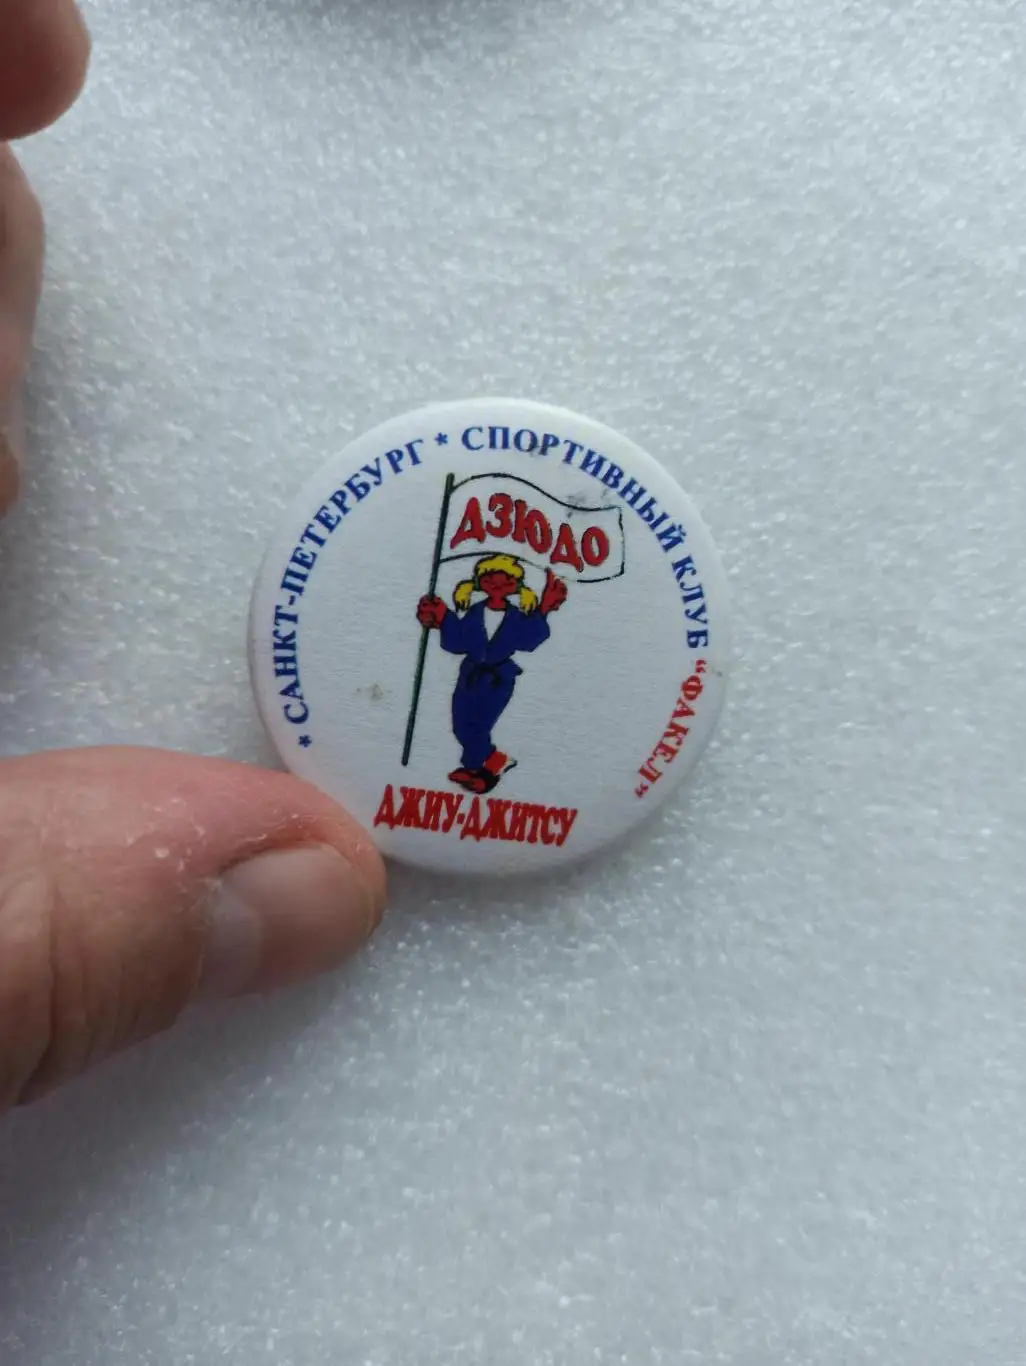 * САНКТ-ПЕТЕРБУРГ * СПОРТИВНЫЙ КЛУБ "ФАКЕЛ"
ДЗЮДО
ДЖИУ-ДЖИТСУ